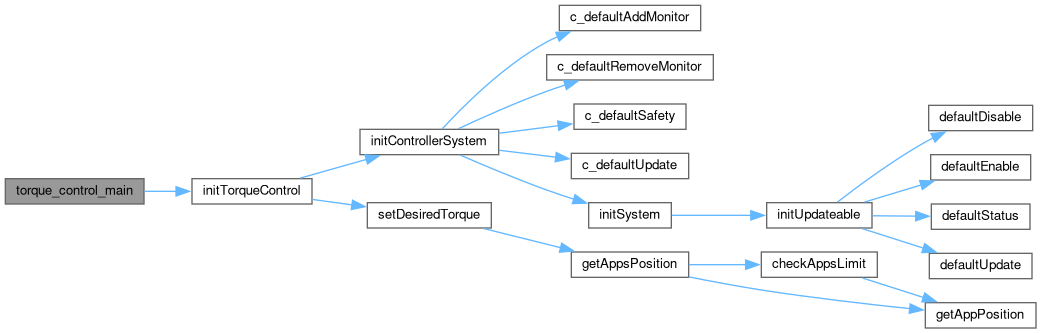 torque_control_main
initTorqueControl
initControllerSystem
setDesiredTorque
c_defaultAddMonitor
c_defaultRemoveMonitor
c_defaultSafety
c_defaultUpdate
initSystem
getAppsPosition
initUpdateable
checkAppsLimit
defaultDisable
defaultEnable
defaultStatus
defaultUpdate
getAppPosition